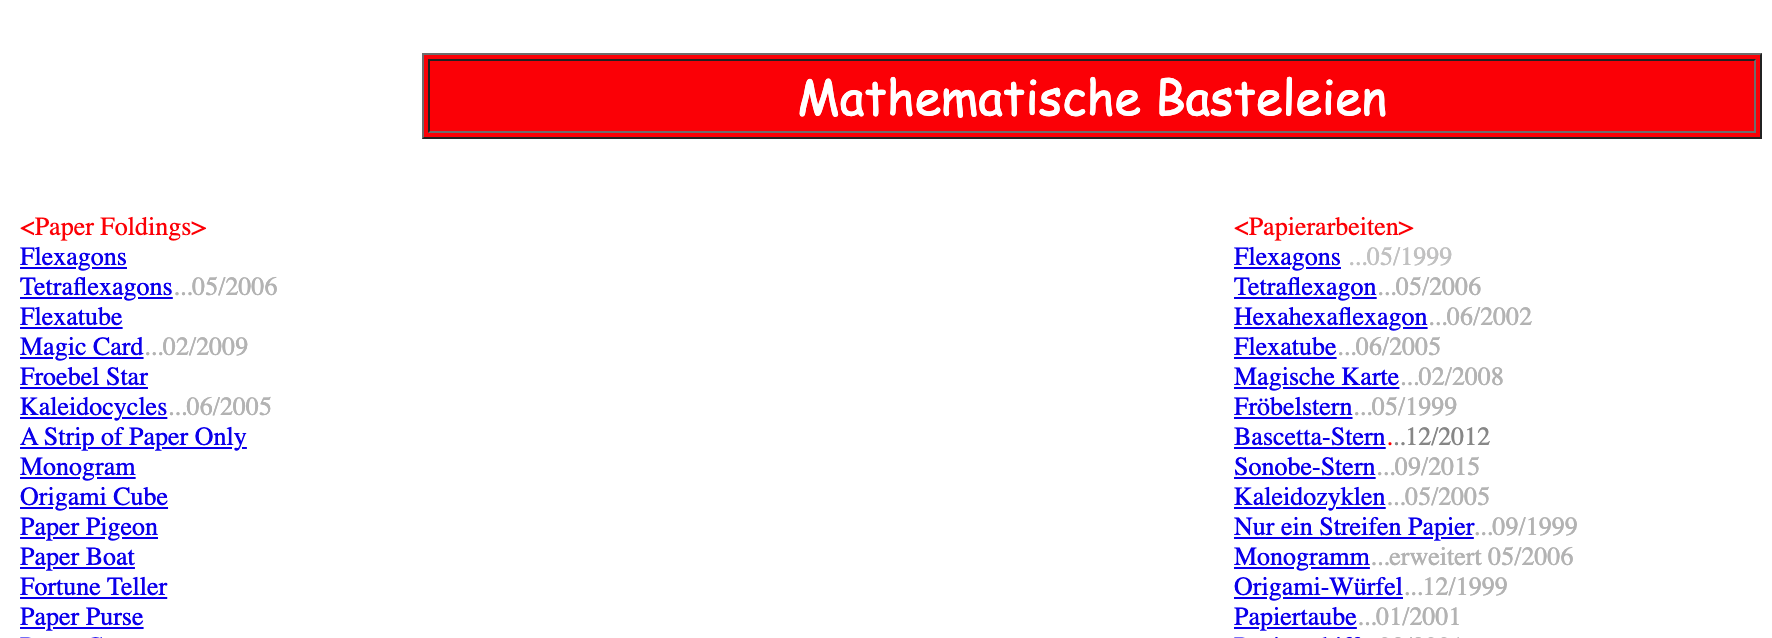 Mathematische Basteleien
<Paper Foldings>
Flexagons
Tetraflexagons...05/2006
Flexatube
Magic Card...02/2009
Froebel Star
Kaleidocycles...06/2005
A Strip of Paper Only
Monogram
Origami Cube
Paper Pigeon
Paper Boat
Fortune Teller
Paper Purse
<Papierarbeiten>
Flexagons ...05/1999
Tetraflexagon...05/2006
Hexahexaflexagon...06/2002
Flexatube...06/2005
Magische Karte...02/2008
Fröbelstern...05/1999
Bascetta-Stern...12/2012
Sonobe-Stern...09/2015
Kaleidozyklen...05/2005
Nur ein Streifen Papier...09/1999
Monogramm...erweitert 05/2006
Origami-Würfel...12/1999
Papiertaube...01/2001